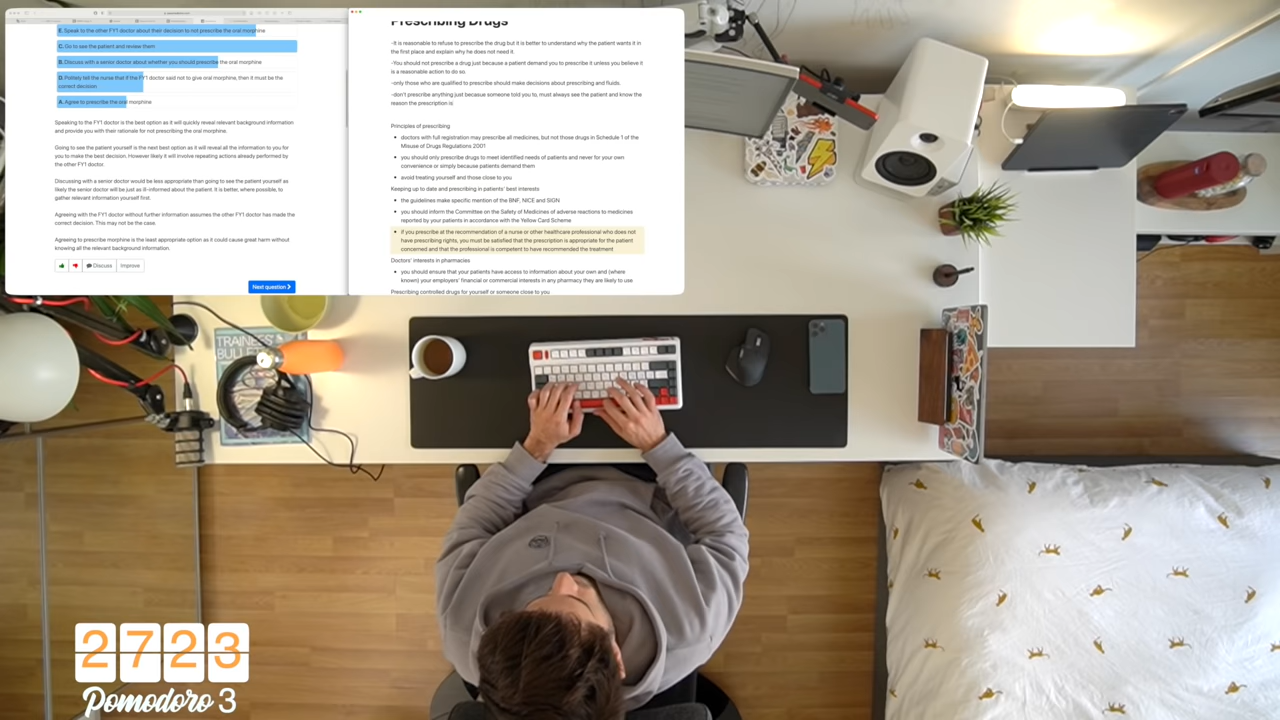 E. Speak to the other FY1 doctor about their decision to not prescribe the oral morphine
C. Go to see the patient and review them
B. Discuss with a senior doctor about whether you should prescribe the oral morphine
D. Politely tell the nurse that if the FY1 doctor said not to give oral morphine, then it must be the
correct decision
A. Agree to prescribe the oral morphine
Speaking to the FY1 doctor is the best option as it will quickly reveal relevant background information
and provide you with their rationale for not prescribing the oral morphine.
Going to see the patient yourself is the next best option as it will reveal all the information to you for
you to make the best decision. However likely it will involve repeating actions already performed by
the other FY1 doctor.
Discussing with a senior doctor would be less appropriate than going to see the patient yourself as
likely the senior doctor will be just as ill-informed about the patient. It is better, where possible, to
gather relevant information yourself first.
Agreeing with the FY1 doctor without further information assumes the other FY1 doctor has made the
correct decision. This may not be the case.
Agreeing to prescribe morphine is the least appropriate option as it could cause great harm without
knowing all the relevant background information.
Discuss
Improve
Next question
Prescribing Drugs
-It is reasonable to refuse to prescribe the drug but it is better to understand why the patient wants it in
the first place and explain why he does not need it.
-You should not prescribe a drug just because a patient demand you to prescribe it unless you believe it
is a reasonable action to do so.
-only those who are qualified to prescribe should make decisions about prescribing and fluids.
-don't prescribe anything just becasue someone told you to, must always see the patient and know the
reason the prescription is
Principles of prescribing
• doctors with full registration may prescribe all medicines, but not those drugs in Schedule 1 of the
Misuse of Drugs Regulations 2001
• you should only prescribe drugs to meet identified needs of patients and never for your own
convenience or simply because patients demand them
• avoid treating yourself and those close to you
Keeping up to date and prescribing in patients' best interests
• the guidelines make specific mention of the BNF, NICE and SIGN
• you should inform the Committee on the Safety of Medicines of adverse reactions to medicines
reported by your patients in accordance with the Yellow Card Scheme
• if you prescribe at the recommendation of a nurse or other healthcare professional who does not
have prescribing rights, you must be satisfied that the prescription is appropriate for the patient
concerned and that the professional is competent to have recommended the treatment
Doctors' interests in pharmacies
• you should ensure that your patients have access to information about your own and (where
known) your employers' financial or commercial interests in any pharmacy they are likely to use
Prescribing controlled drugs for yourself or someone close to you
TRAINEES'
BULLET
2723
Pomodoro 3